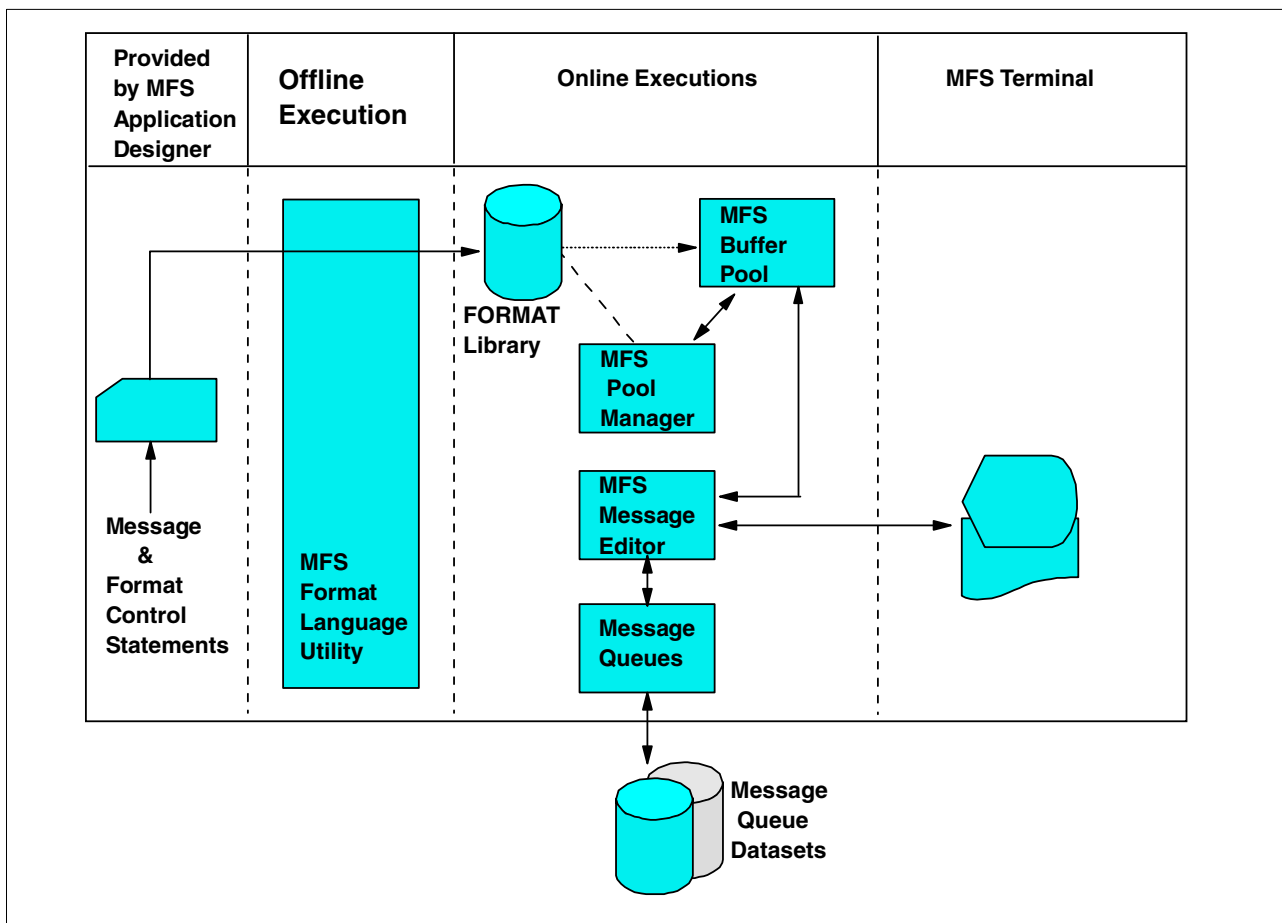 Provided
by MFS
Application
Designer
Offline
Execution
Online Executions
MFS Terminal
MFS
Buffer
Pool
FORMAT
Library
MFS
Pool
Manager
MFS
Message
Editor
Message
&
Format
Control
Statements
MFS
Format
Language
Utility
Message
Queues
Message
Queue
Datasets